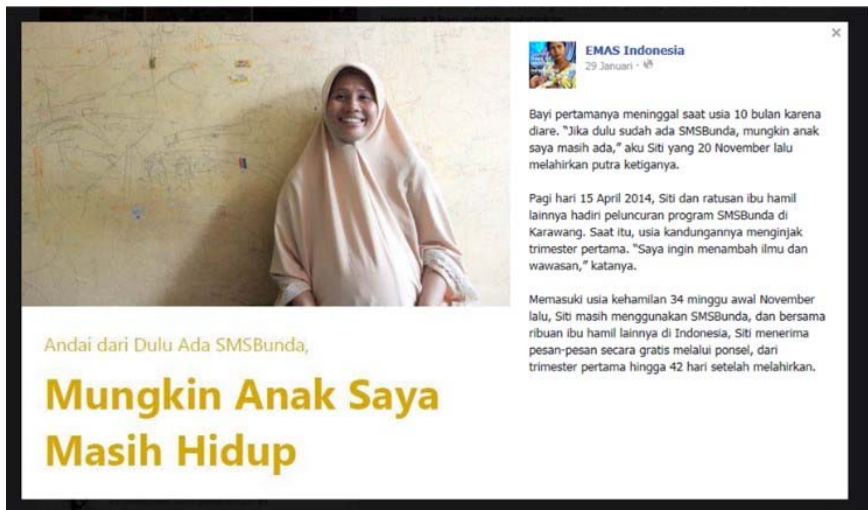 Andai dari Dulu Ada SMSBunda,
Mungkin Anak Saya
Masih Hidup
EMAS Indonesia
29 Januari ·
Bayi pertamanya meninggal saat usia 10 bulan karena
diare. “Jika dulu sudah ada SMSBunda, mungkin anak
saya masih ada,” aku Siti yang 20 November lalu
melahirkan putra ketiganya.
Pagi hari 15 April 2014, Siti dan ratusan ibu hamil
lainnya hadiri peluncuran program SMSBunda di
Karawang. Saat itu, usia kandungannya menginjak
trimester pertama. “Saya ingin menambah ilmu dan
wawasan,” katanya.
Memasuki usia kehamilan 34 minggu awal November
lalu, Siti masih menggunakan SMSBunda, dan bersama
ribuan ibu hamil lainnya di Indonesia, Siti menerima
pesan-pesan secara gratis melalui ponsel, dari
trimester pertama hingga 42 hari setelah melahirkan.